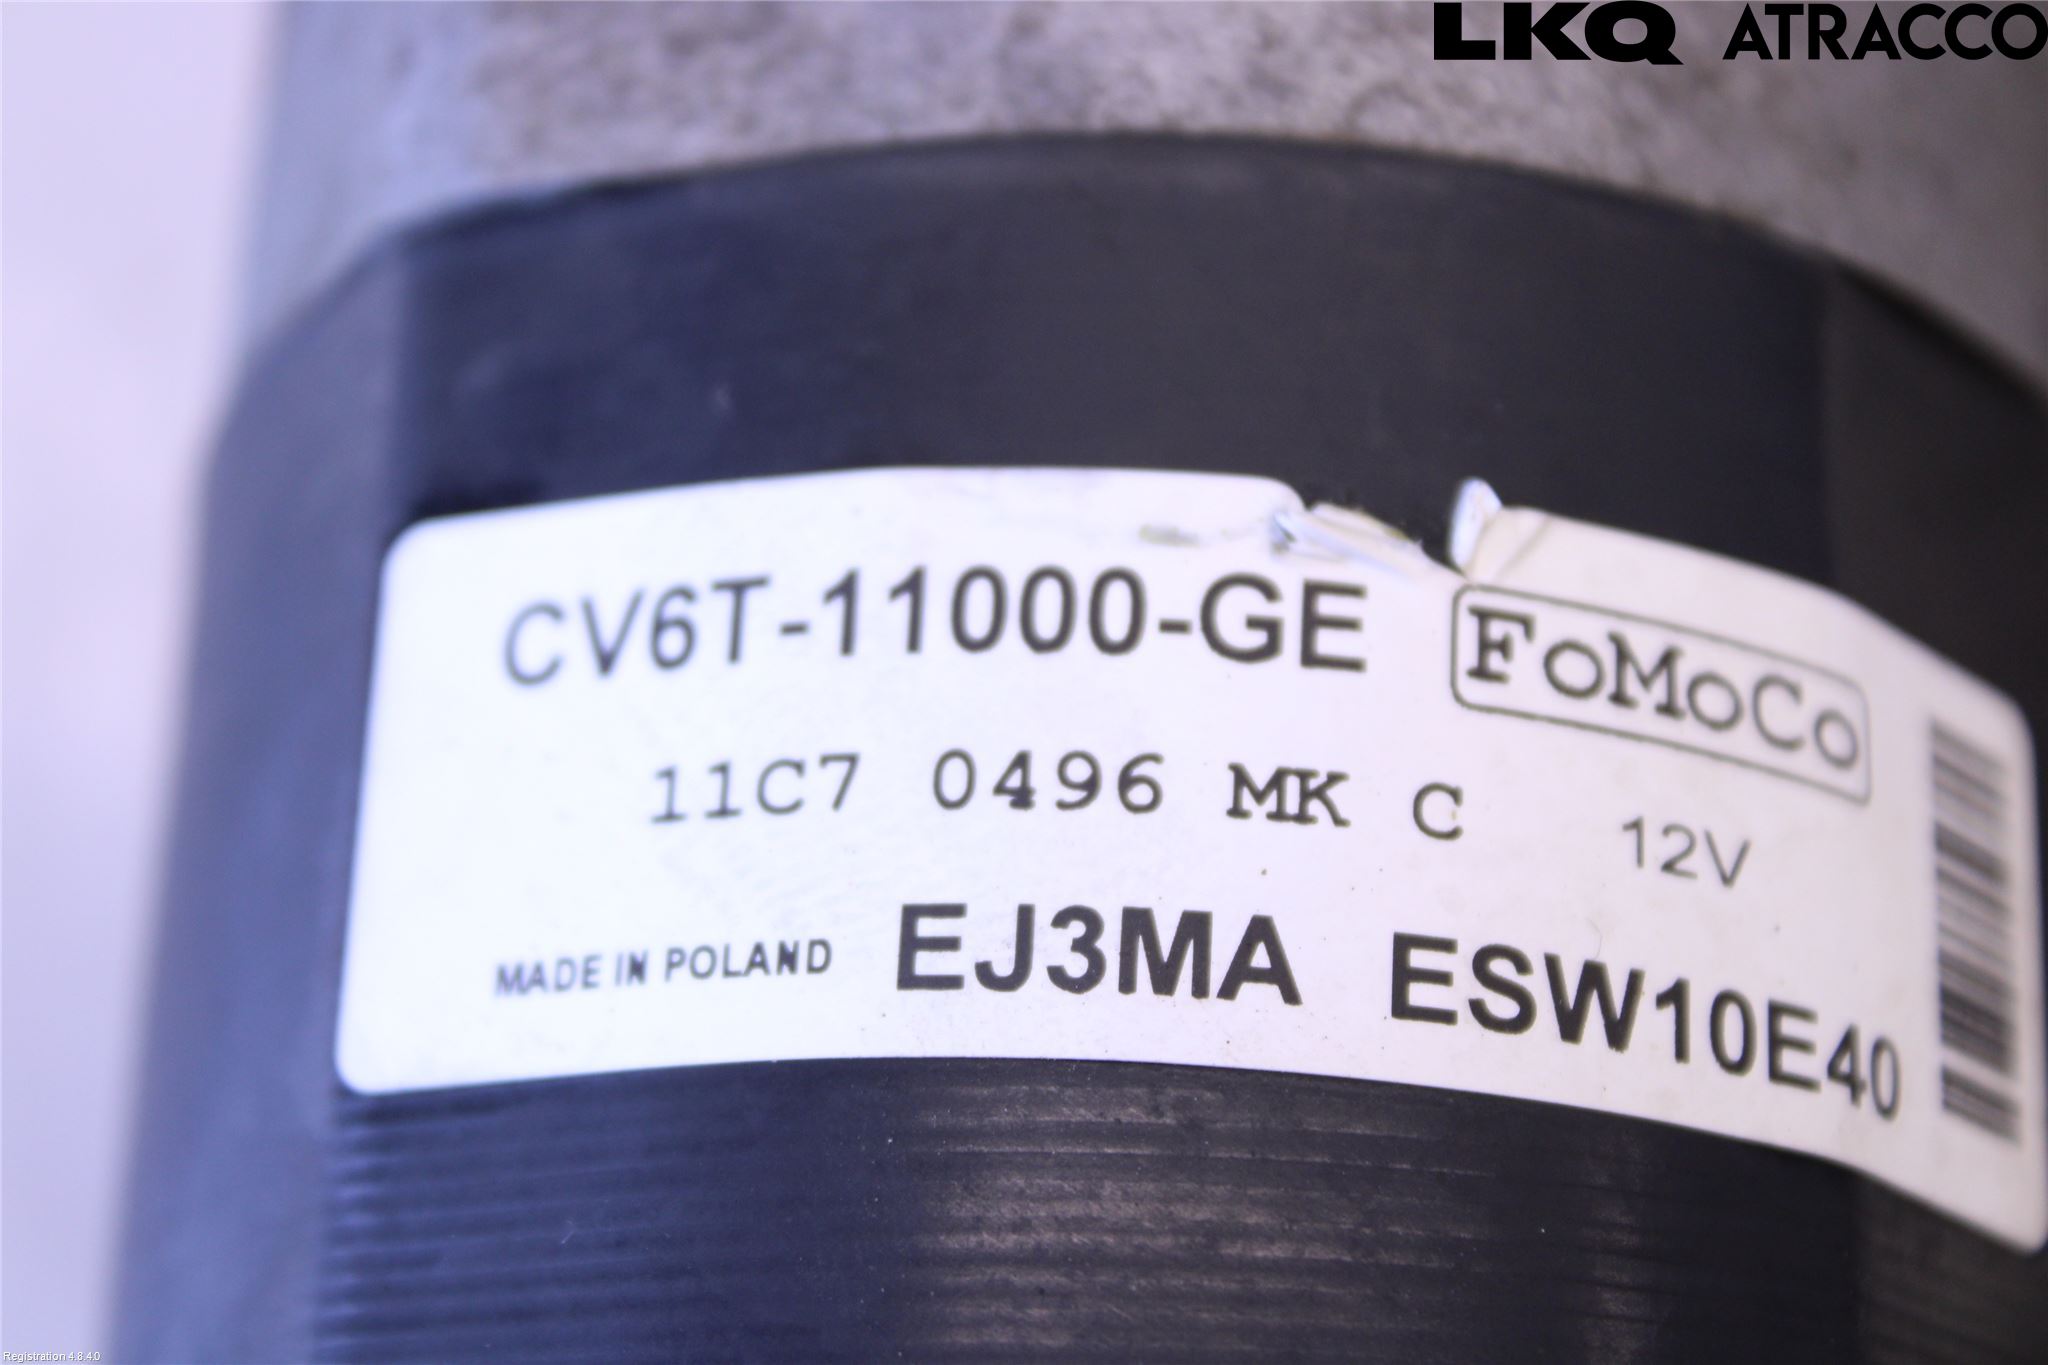 LKQ ATRACCO
CV6T-11000-GE FoMoCo
11C7 0496 MK C 12V
MADE IN POLAND EJ3MA ESW10E40
Registration 4.8.4.0